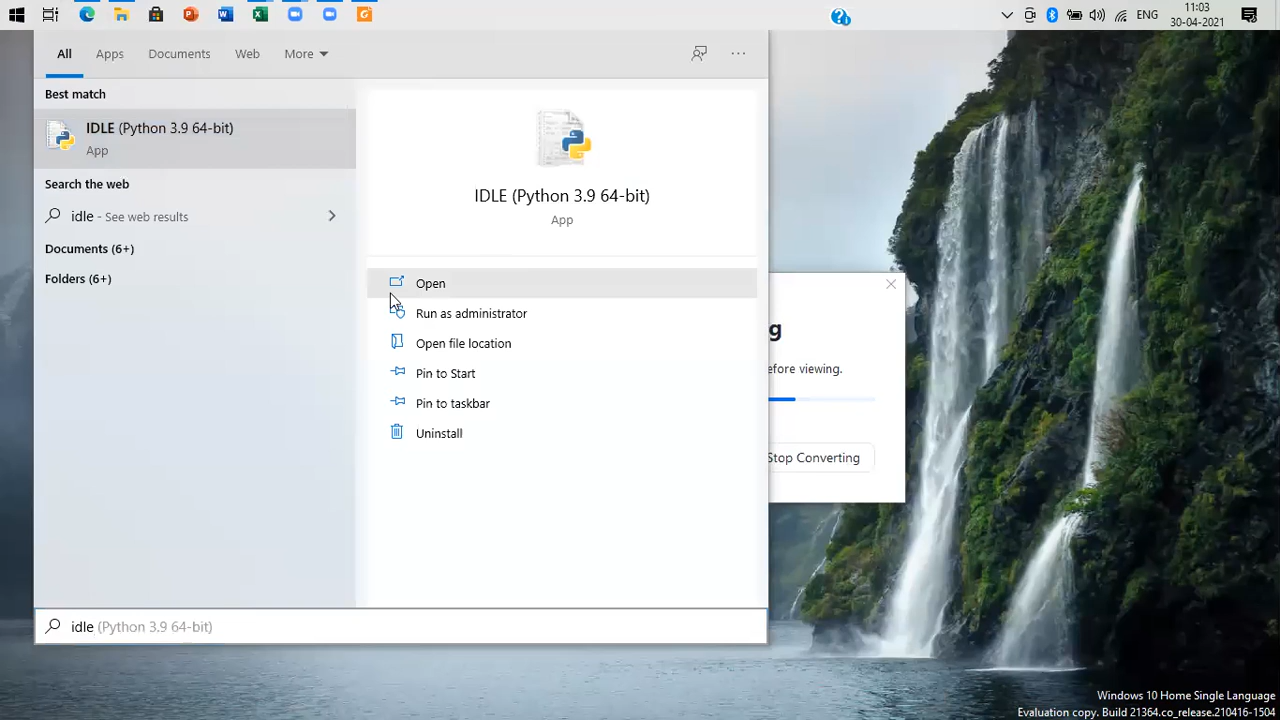 ENG
11:03
30-04-2021
All
Apps
Documents
Web
More
Best match
IDLE (Python 3.9 64-bit)
App
Search the web
idle - See web results
Documents (6+)
Folders (6+)
IDLE (Python 3.9 64-bit)
App
Open
Run as administrator
Open file location
Pin to Start
Pin to taskbar
Uninstall
g
efore viewing.
Stop Converting
idle (Python 3.9 64-bit)
Windows 10 Home Single Language
Evaluation copy. Build 21364.co_release.210416-1504